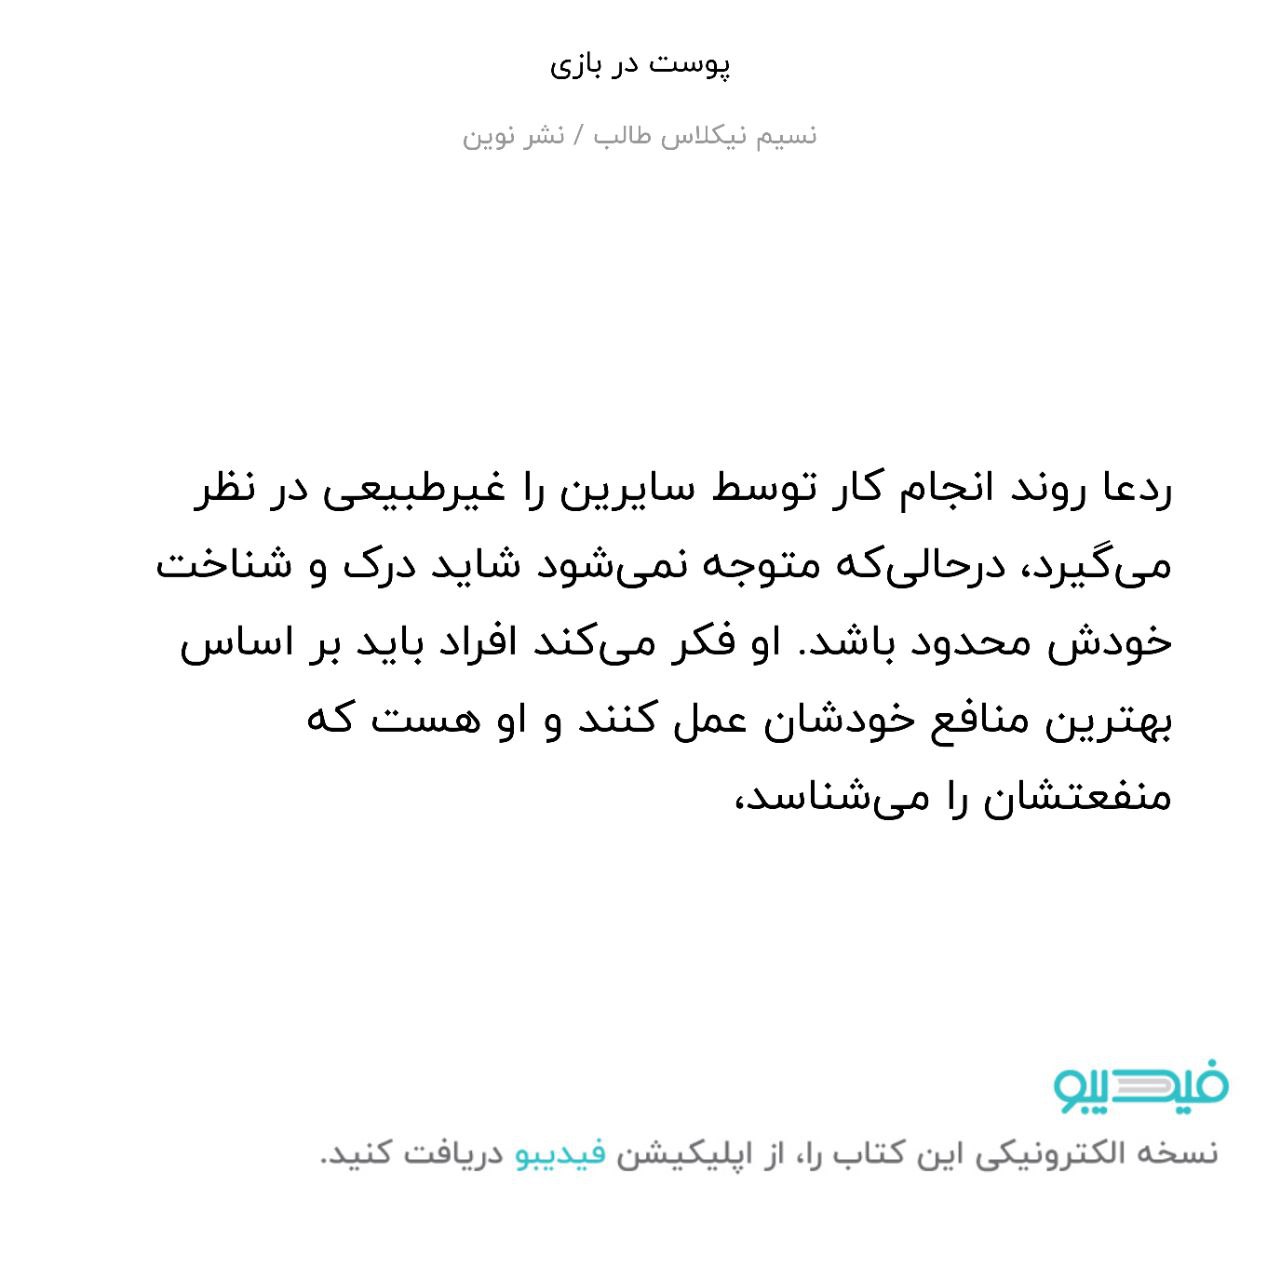 پوست در بازی
نسیم نیکلاس طالب / نشر نوین
ردعا روند انجام کار توسط سایرین را غیرطبیعی در نظر
می‌گیرد، درحالی‌که متوجه نمی‌شود شاید درک و شناخت
خودش محدود باشد. او فکر می‌کند افراد باید بر اساس
بهترین منافع خودشان عمل کنند و او هست که
منفعتشان را می‌شناسد،
فیدیبو
نسخه الکترونیکی این کتاب را، از اپلیکیشن فیدیبو دریافت کنید.